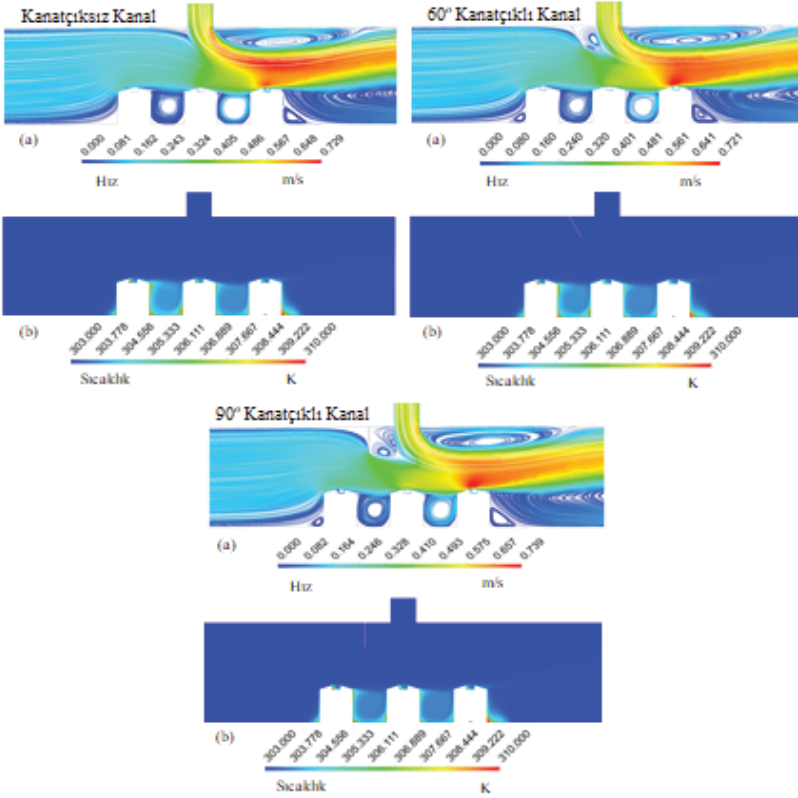 Kanatçıksız Kanal
(a)
0.000 0.081 0.162 0.243 0.324 0.405 0.486 0.567 0.648 0.729
Hız m/s
(b)
303.000 303.778 304.556 305.333 306.111 306.889 307.667 308.444 309.222 310.000
Sıcaklık K
60º Kanatçıklı Kanal
(a)
0.000 0.080 0.160 0.240 0.320 0.401 0.481 0.561 0.641 0.721
Hız m/s
(b)
303.000 303.778 304.556 305.333 306.111 306.889 307.667 308.444 309.222 310.000
Sıcaklık K
90º Kanatçıklı Kanal
(a)
0.000 0.082 0.164 0.246 0.328 0.410 0.493 0.575 0.657 0.739
Hız m/s
(b)
303.000 303.778 304.556 305.333 306.111 306.889 307.667 308.444 309.222 310.000
Sıcaklık K